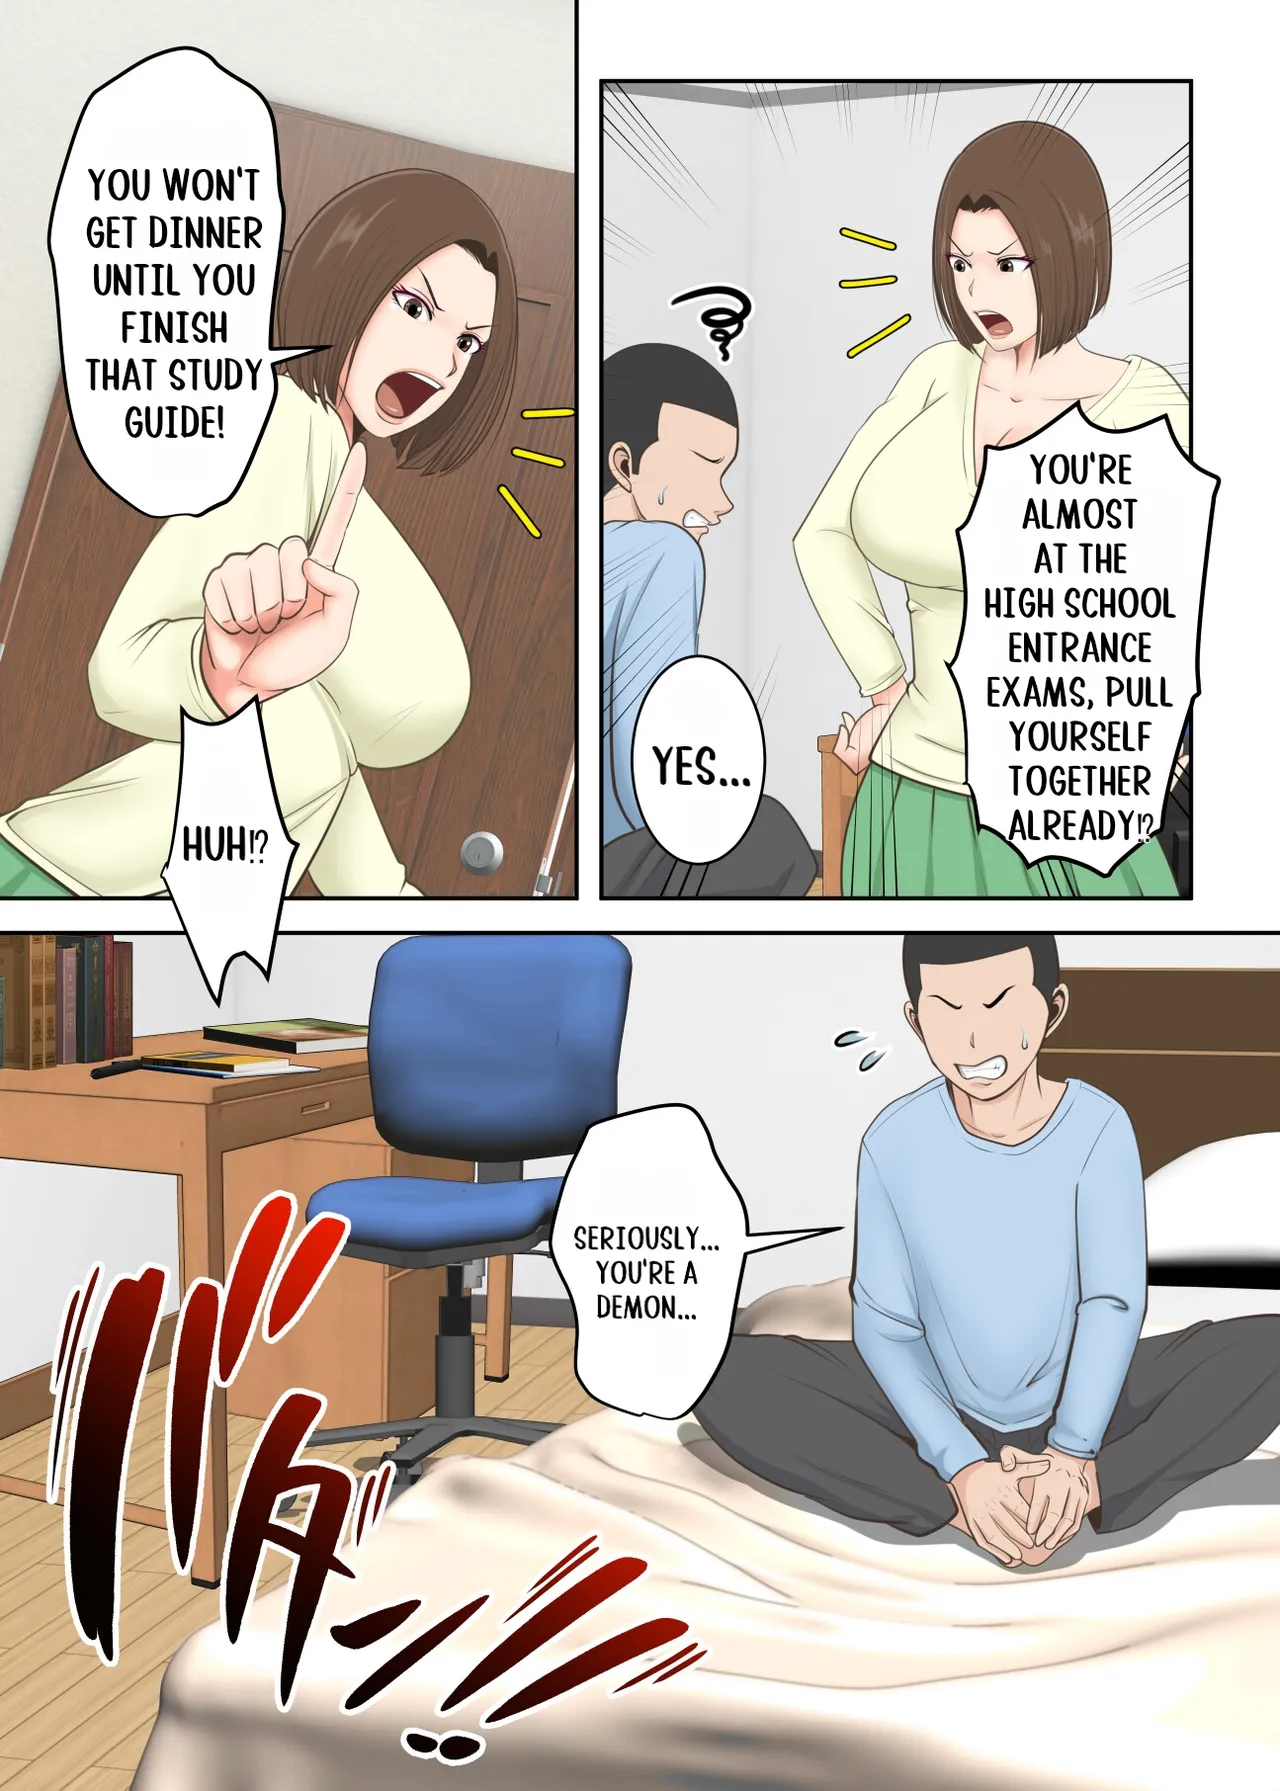 YOU'RE
ALMOST
AT THE
HIGH SCHOOL
ENTRANCE
EXAMS, PULL
YOURSELF
TOGETHER
ALREADY!?
YES...
YOU WON'T
GET DINNER
UNTIL YOU
FINISH
THAT STUDY
GUIDE!
HUH!?
SERIOUSLY...
YOU'RE A
DEMON...
バタン!!